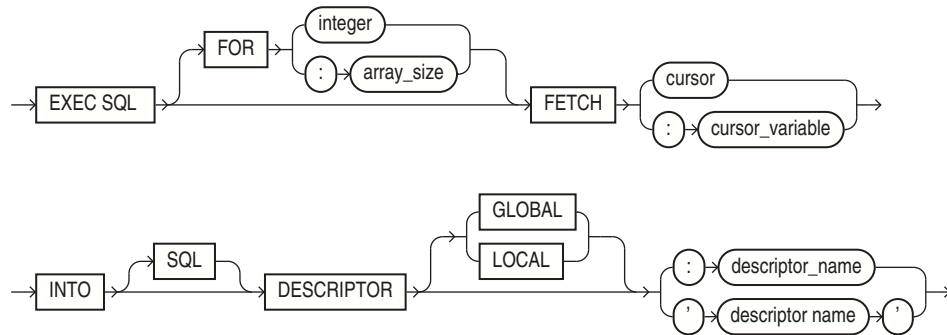 integer
FOR
: array_size
EXEC SQL
FETCH
cursor
: cursor_variable
GLOBAL
SQL
LOCAL
INTO
DESCRIPTOR
: descriptor_name
' descriptor name '